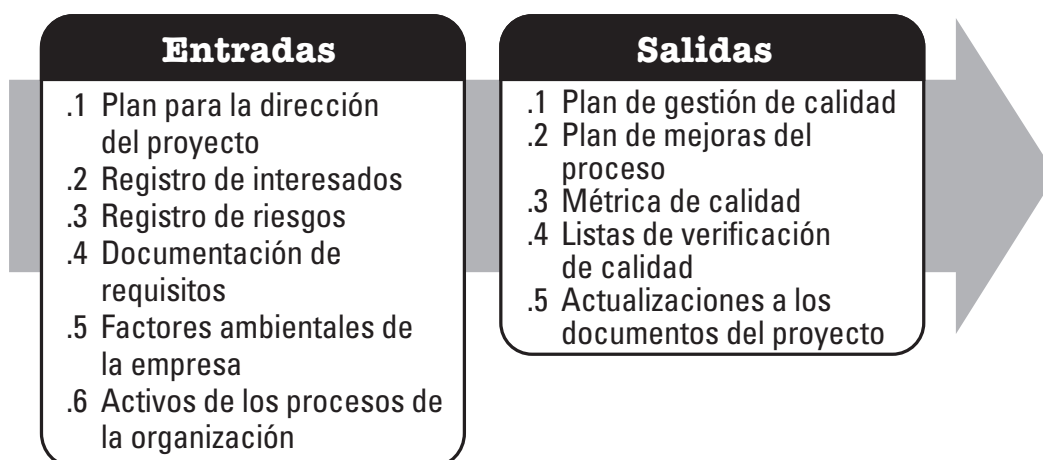 Entradas
.1 Plan para la dirección
del proyecto
.2 Registro de interesados
.3 Registro de riesgos
.4 Documentación de
requisitos
.5 Factores ambientales de
la empresa
.6 Activos de los procesos de
la organización
Salidas
.1 Plan de gestión de calidad
.2 Plan de mejoras del
proceso
.3 Métrica de calidad
.4 Listas de verificación
de calidad
.5 Actualizaciones a los
documentos del proyecto